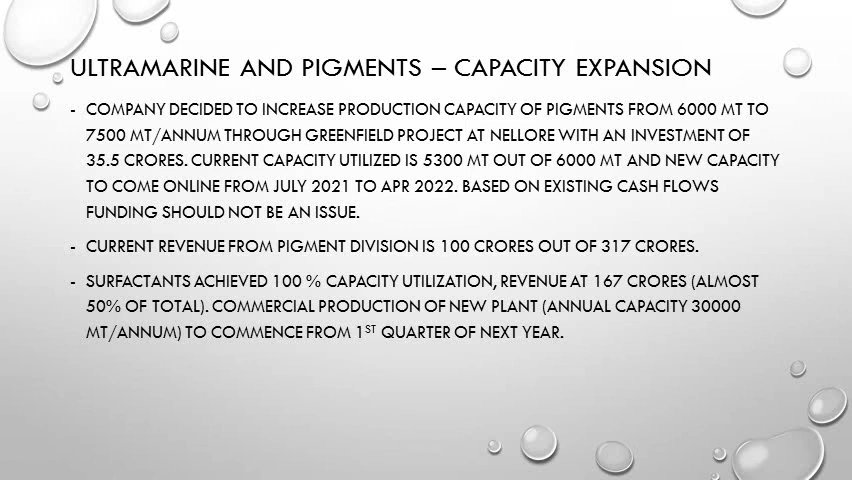 ULTRAMARINE AND PIGMENTS – CAPACITY EXPANSION
- COMPANY DECIDED TO INCREASE PRODUCTION CAPACITY OF PIGMENTS FROM 6000 MT TO
7500 MT/ANNUM THROUGH GREENFIELD PROJECT AT NELLORE WITH AN INVESTMENT OF
35.5 CRORES. CURRENT CAPACITY UTILIZED IS 5300 MT OUT OF 6000 MT AND NEW CAPACITY
TO COME ONLINE FROM JULY 2021 TO APR 2022. BASED ON EXISTING CASH FLOWS
FUNDING SHOULD NOT BE AN ISSUE.
- CURRENT REVENUE FROM PIGMENT DIVISION IS 100 CRORES OUT OF 317 CRORES.
- SURFACTANTS ACHIEVED 100 % CAPACITY UTILIZATION, REVENUE AT 167 CRORES (ALMOST
50% OF TOTAL). COMMERCIAL PRODUCTION OF NEW PLANT (ANNUAL CAPACITY 30000
MT/ANNUM) TO COMMENCE FROM 1ST QUARTER OF NEXT YEAR.